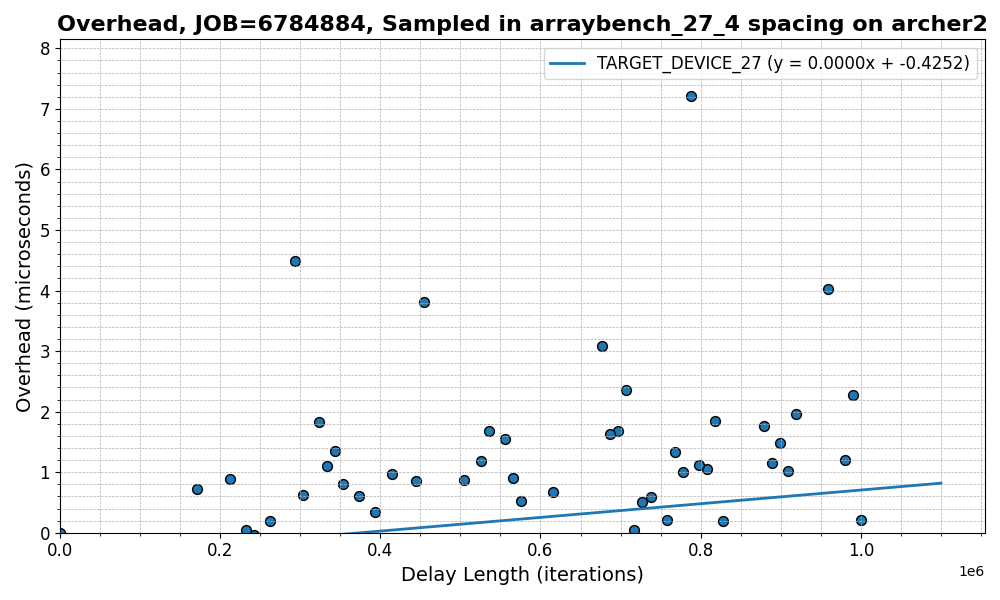 Overhead, JOB=6784884, Sampled in arraybench_27_4 spacing on archer2
TARGET_DEVICE_27 (y = 0.0000x + -0.4252)
Overhead (microseconds)
8
7
6
5
4
3
2
1
0
0.0 0.2 0.4 0.6 0.8 1.0
1e6
Delay Length (iterations)